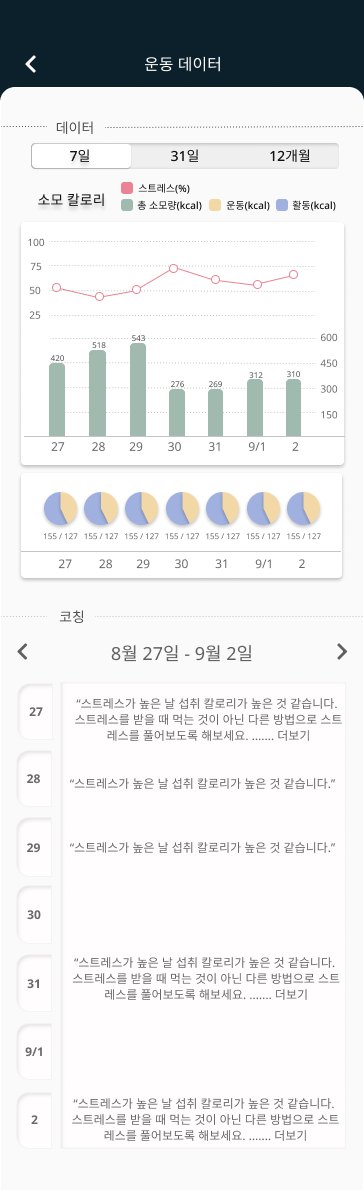 운동 데이터
데이터
7일 31일 12개월
소모 칼로리
스트레스(%)
총 소모량(kcal) 운동(kcal) 활동(kcal)
100
75
50
25
600
450
300
150
420 518 543 276 269 312 310
27 28 29 30 31 9/1 2
155 / 127 155 / 127 155 / 127 155 / 127 155 / 127 155 / 127 155 / 127
27 28 29 30 31 9/1 2
코칭
8월 27일 - 9월 2일
27
“스트레스가 높은 날 섭취 칼로리가 높은 것 같습니다.
스트레스를 받을 때 먹는 것이 아닌 다른 방법으로 스트
레스를 풀어보도록 해보세요. ....... 더보기
28
“스트레스가 높은 날 섭취 칼로리가 높은 것 같습니다.”
29
“스트레스가 높은 날 섭취 칼로리가 높은 것 같습니다.”
30
31
“스트레스가 높은 날 섭취 칼로리가 높은 것 같습니다.
스트레스를 받을 때 먹는 것이 아닌 다른 방법으로 스트
레스를 풀어보도록 해보세요. ....... 더보기
9/1
2
“스트레스가 높은 날 섭취 칼로리가 높은 것 같습니다.
스트레스를 받을 때 먹는 것이 아닌 다른 방법으로 스트
레스를 풀어보도록 해보세요. ....... 더보기